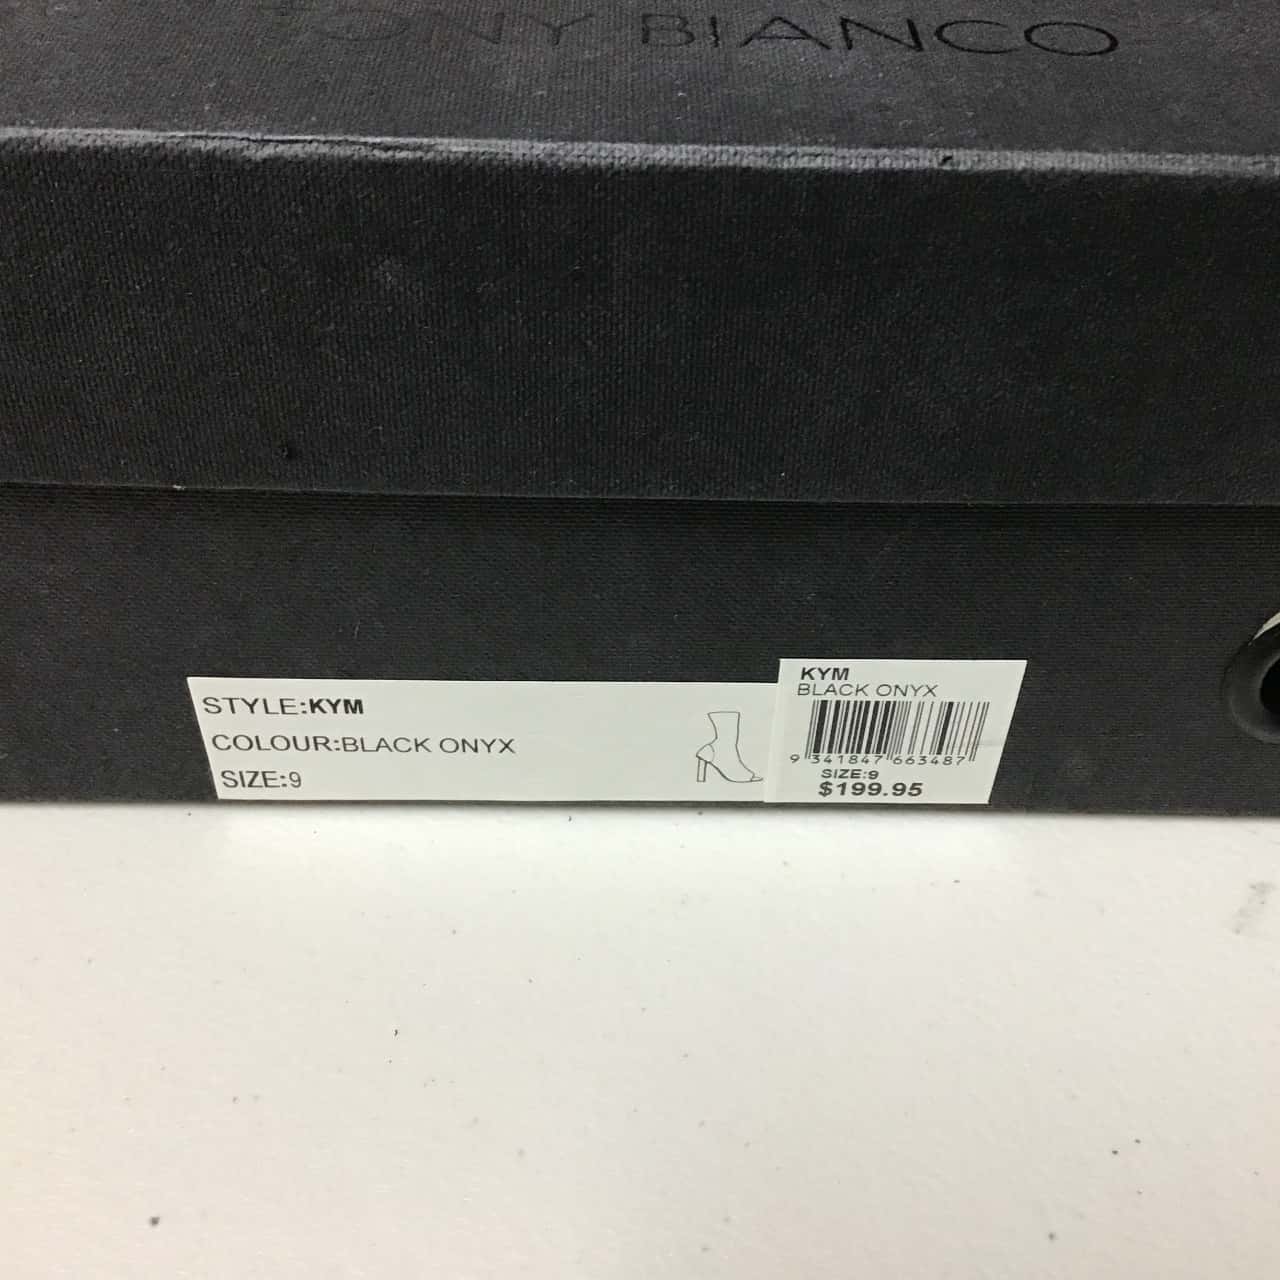 TONY BIANCO
STYLE:KYM
COLOUR:BLACK ONYX
SIZE:9
KYM
BLACK ONYX
9 341847 663487
SIZE:9
$199.95